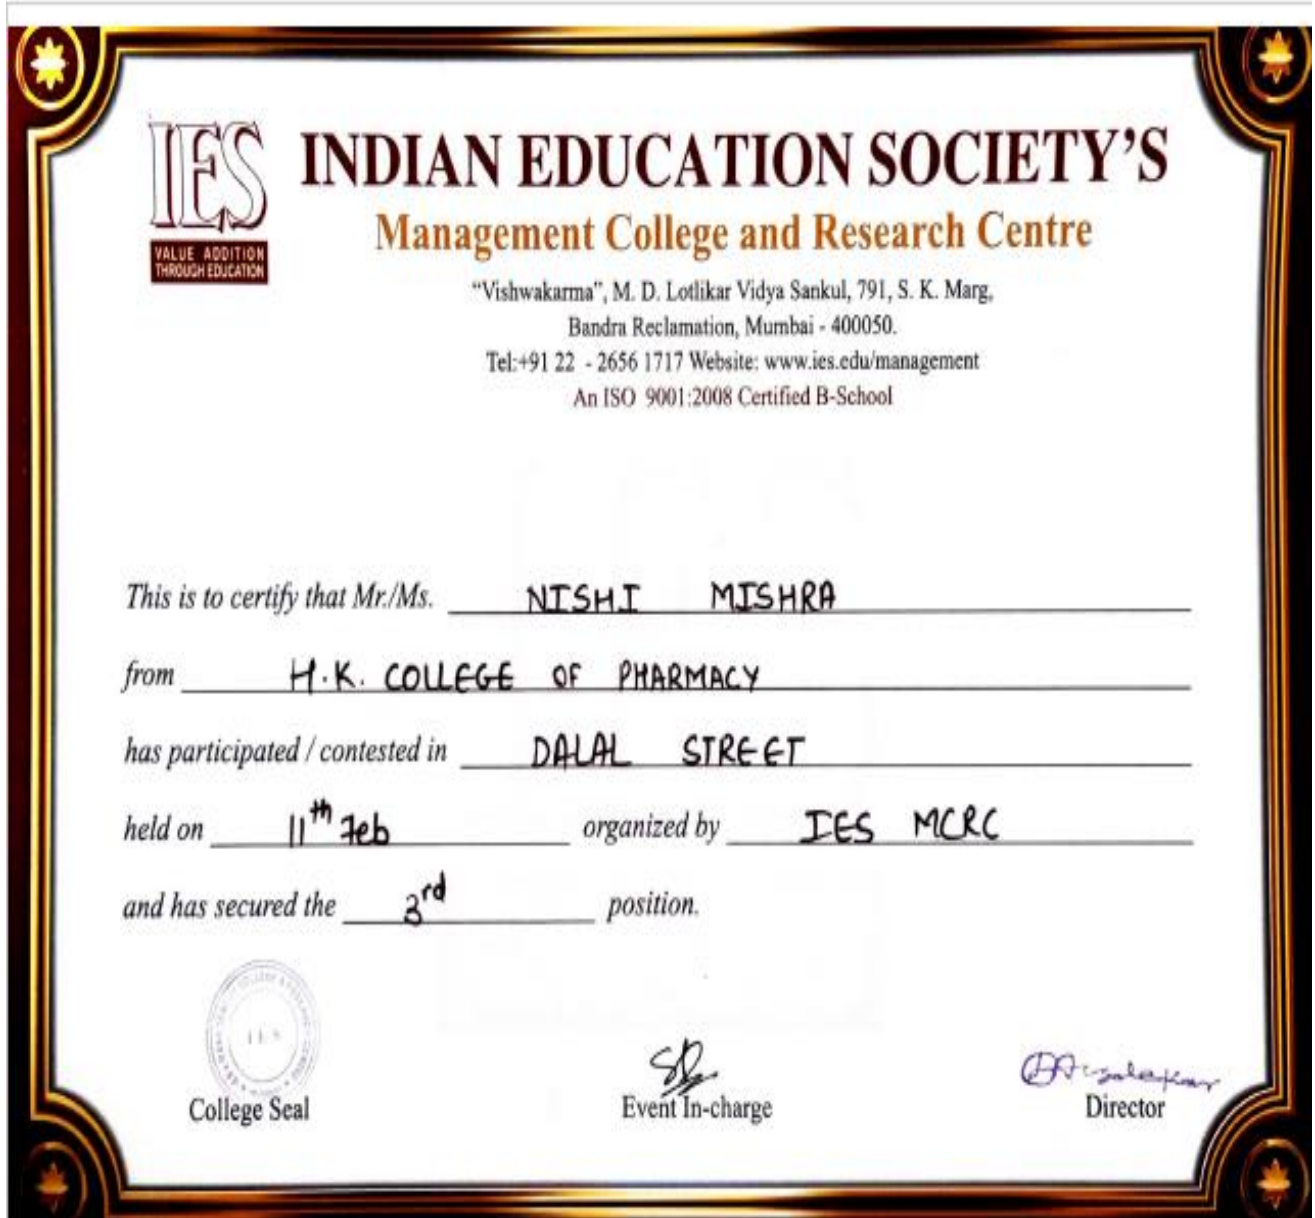 IES
VALUE ADDITION
THROUGH EDUCATION
INDIAN EDUCATION SOCIETY'S
Management College and Research Centre
"Vishwakarma", M. D. Lotlikar Vidya Sankul, 791, S. K. Marg,
Bandra Reclamation, Mumbai - 400050.
Tel:+91 22 - 2656 1717 Website: www.ies.edu/management
An ISO 9001:2008 Certified B-School
This is to certify that Mr./Ms. NISHI MISHRA
from H.K. COLLEGE OF PHARMACY
has participated / contested in DALAL STREET
held on 11th Feb organized by IES MCRC
and has secured the 3rd position.
IES
College Seal
Event In-charge
Director